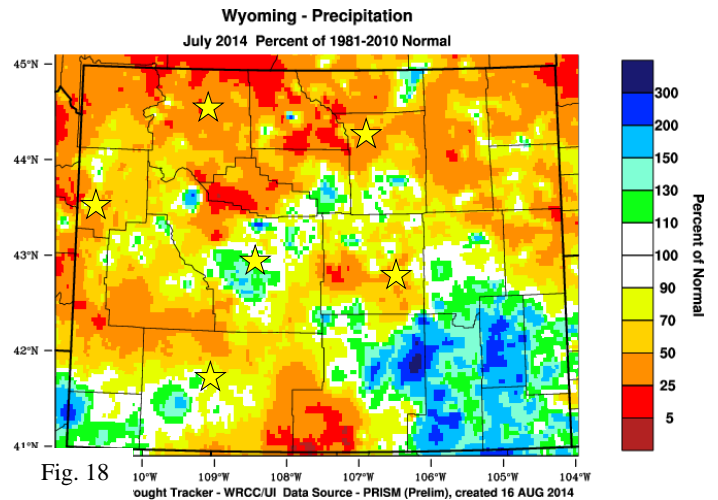 Wyoming - Precipitation
July 2014 Percent of 1981-2010 Normal
45°N
44°N
43°N
42°N
41°N
10°W
109°W
108°W
107°W
106°W
105°W
104°W
300
200
150
130
110
100
90
70
50
25
5
Percent of Normal
Fig. 18
ought Tracker - WRCC/UI Data Source - PRISM (Prelim), created 16 AUG 2014